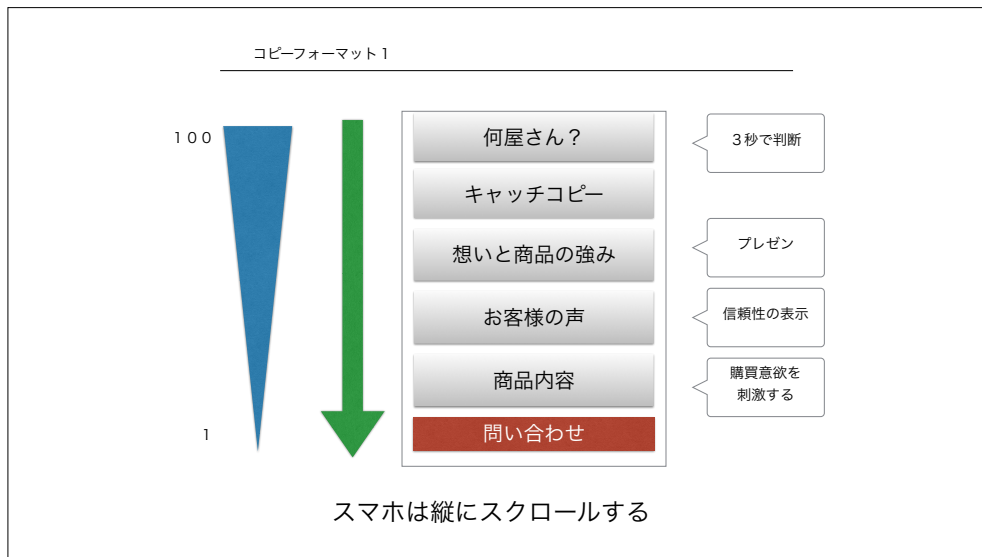 コピーフォーマット1
100
何屋さん？
3秒で判断
キャッチコピー
想いと商品の強み
プレゼン
お客様の声
信頼性の表示
商品内容
購買意欲を
刺激する
1
問い合わせ
スマホは縦にスクロールする